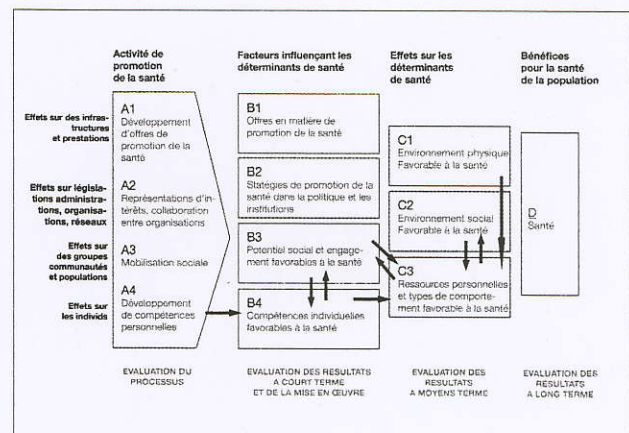 Activité de
promotion
de la santé
Facteurs influençant les
déterminants de santé
Effets sur les
déterminants
de santé
Bénéfices
pour la santé
de la population
Effets sur des infras-
tructures
et prestations
Effets sur législa-
tions administra-
tions, organisa-
tions, réseaux
Effets sur
des groupes
communautés
et populations
Effets sur
les individs
A1
Développement
d'offres de
promotion de la
santé
A2
Représentations d'in-
térêts, collaboration
entre organisations
A3
Mobilisation sociale
A4
Développement
de compétences
personnelles
B1
Offres en matière de
promotion de la santé
B2
Statégies de promotion de la
santé dans la politique et les
institutions
B3
Potentiel social et engage-
ment favorables à la santé
B4
Compétences individuelles
favorables à la santé
C1
Environnement physique
Favorable à la santé
C2
Environnement social
Favorable à la santé
C3
Ressources personnelles
et types de comporte-
ment favorable à la santé
D
Santé
EVALUATION DU
PROCESSUS
EVALUATION DES RESULTATS
A COURT TERME
ET DE LA MISE EN ŒUVRE
EVALUATION DES
RESULTATS
A MOYENS TERME
EVALUATION DES
RESULTATS
A LONG TERME